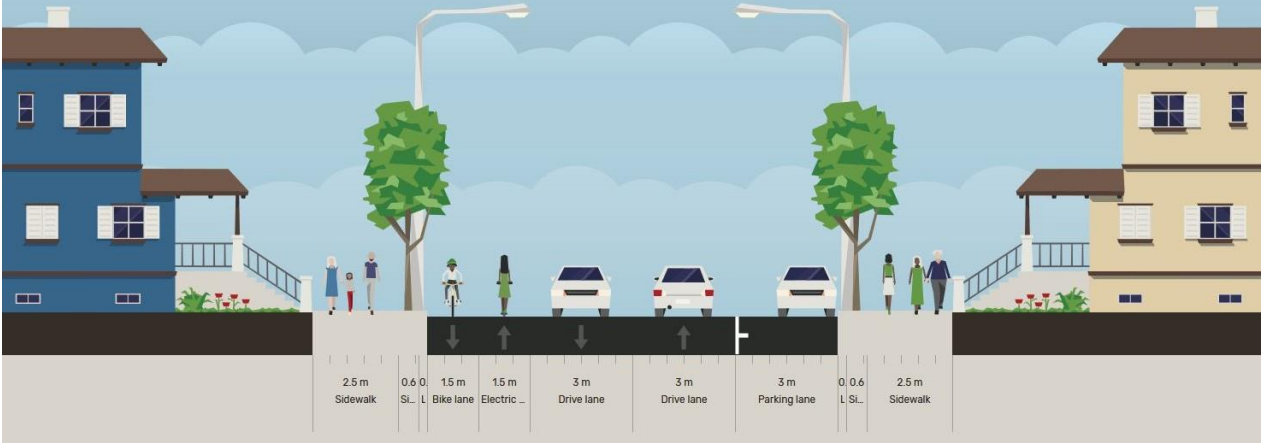 2.5 m
Sidewalk
0.6
Si...
0.
L
1.5 m
Bike lane
1.5 m
Electric ...
3 m
Drive lane
3 m
Drive lane
3 m
Parking lane
0.
L
0.6
Si...
2.5 m
Sidewalk